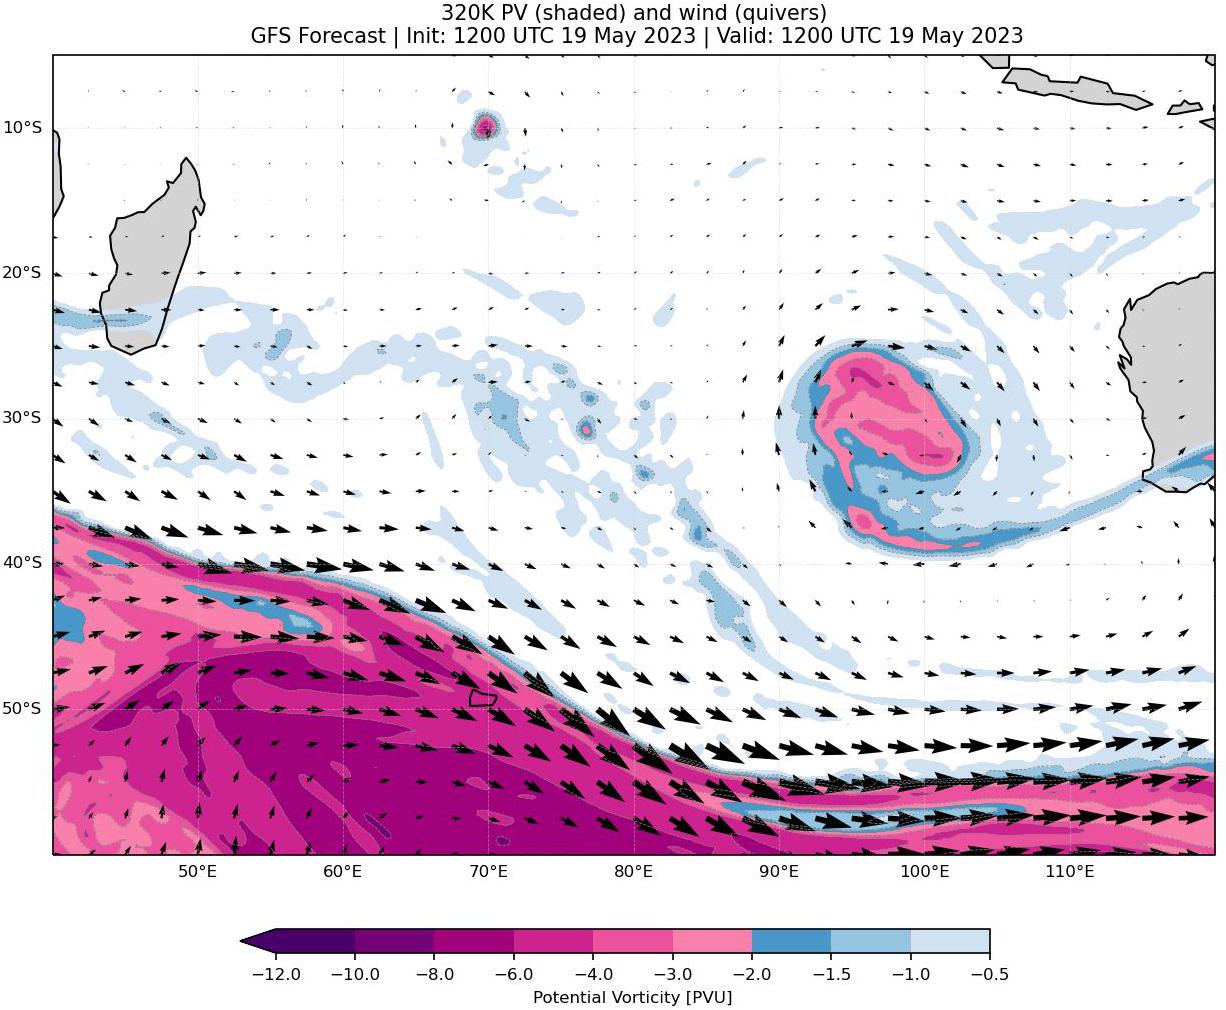 320K PV (shaded) and wind (quivers)
GFS Forecast | Init: 1200 UTC 19 May 2023 | Valid: 1200 UTC 19 May 2023
10°S
20°S
30°S
40°S
50°S
50°E 60°E 70°E 80°E 90°E 100°E 110°E
−12.0 −10.0 −8.0 −6.0 −4.0 −3.0 −2.0 −1.5 −1.0 −0.5
Potential Vorticity [PVU]